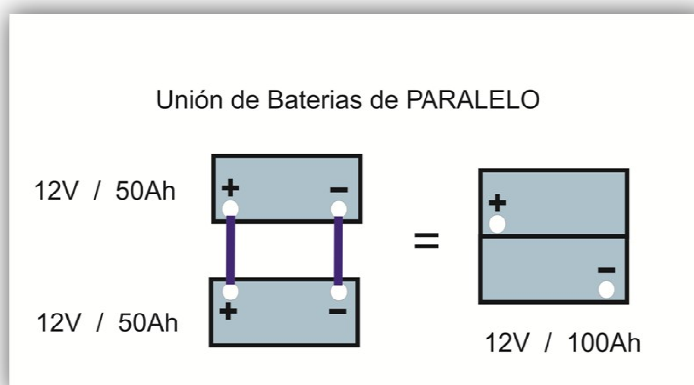 Unión de Baterias de PARALELO
12V / 50Ah
+ -
+ -
12V / 50Ah
=
+
-
12V / 100Ah